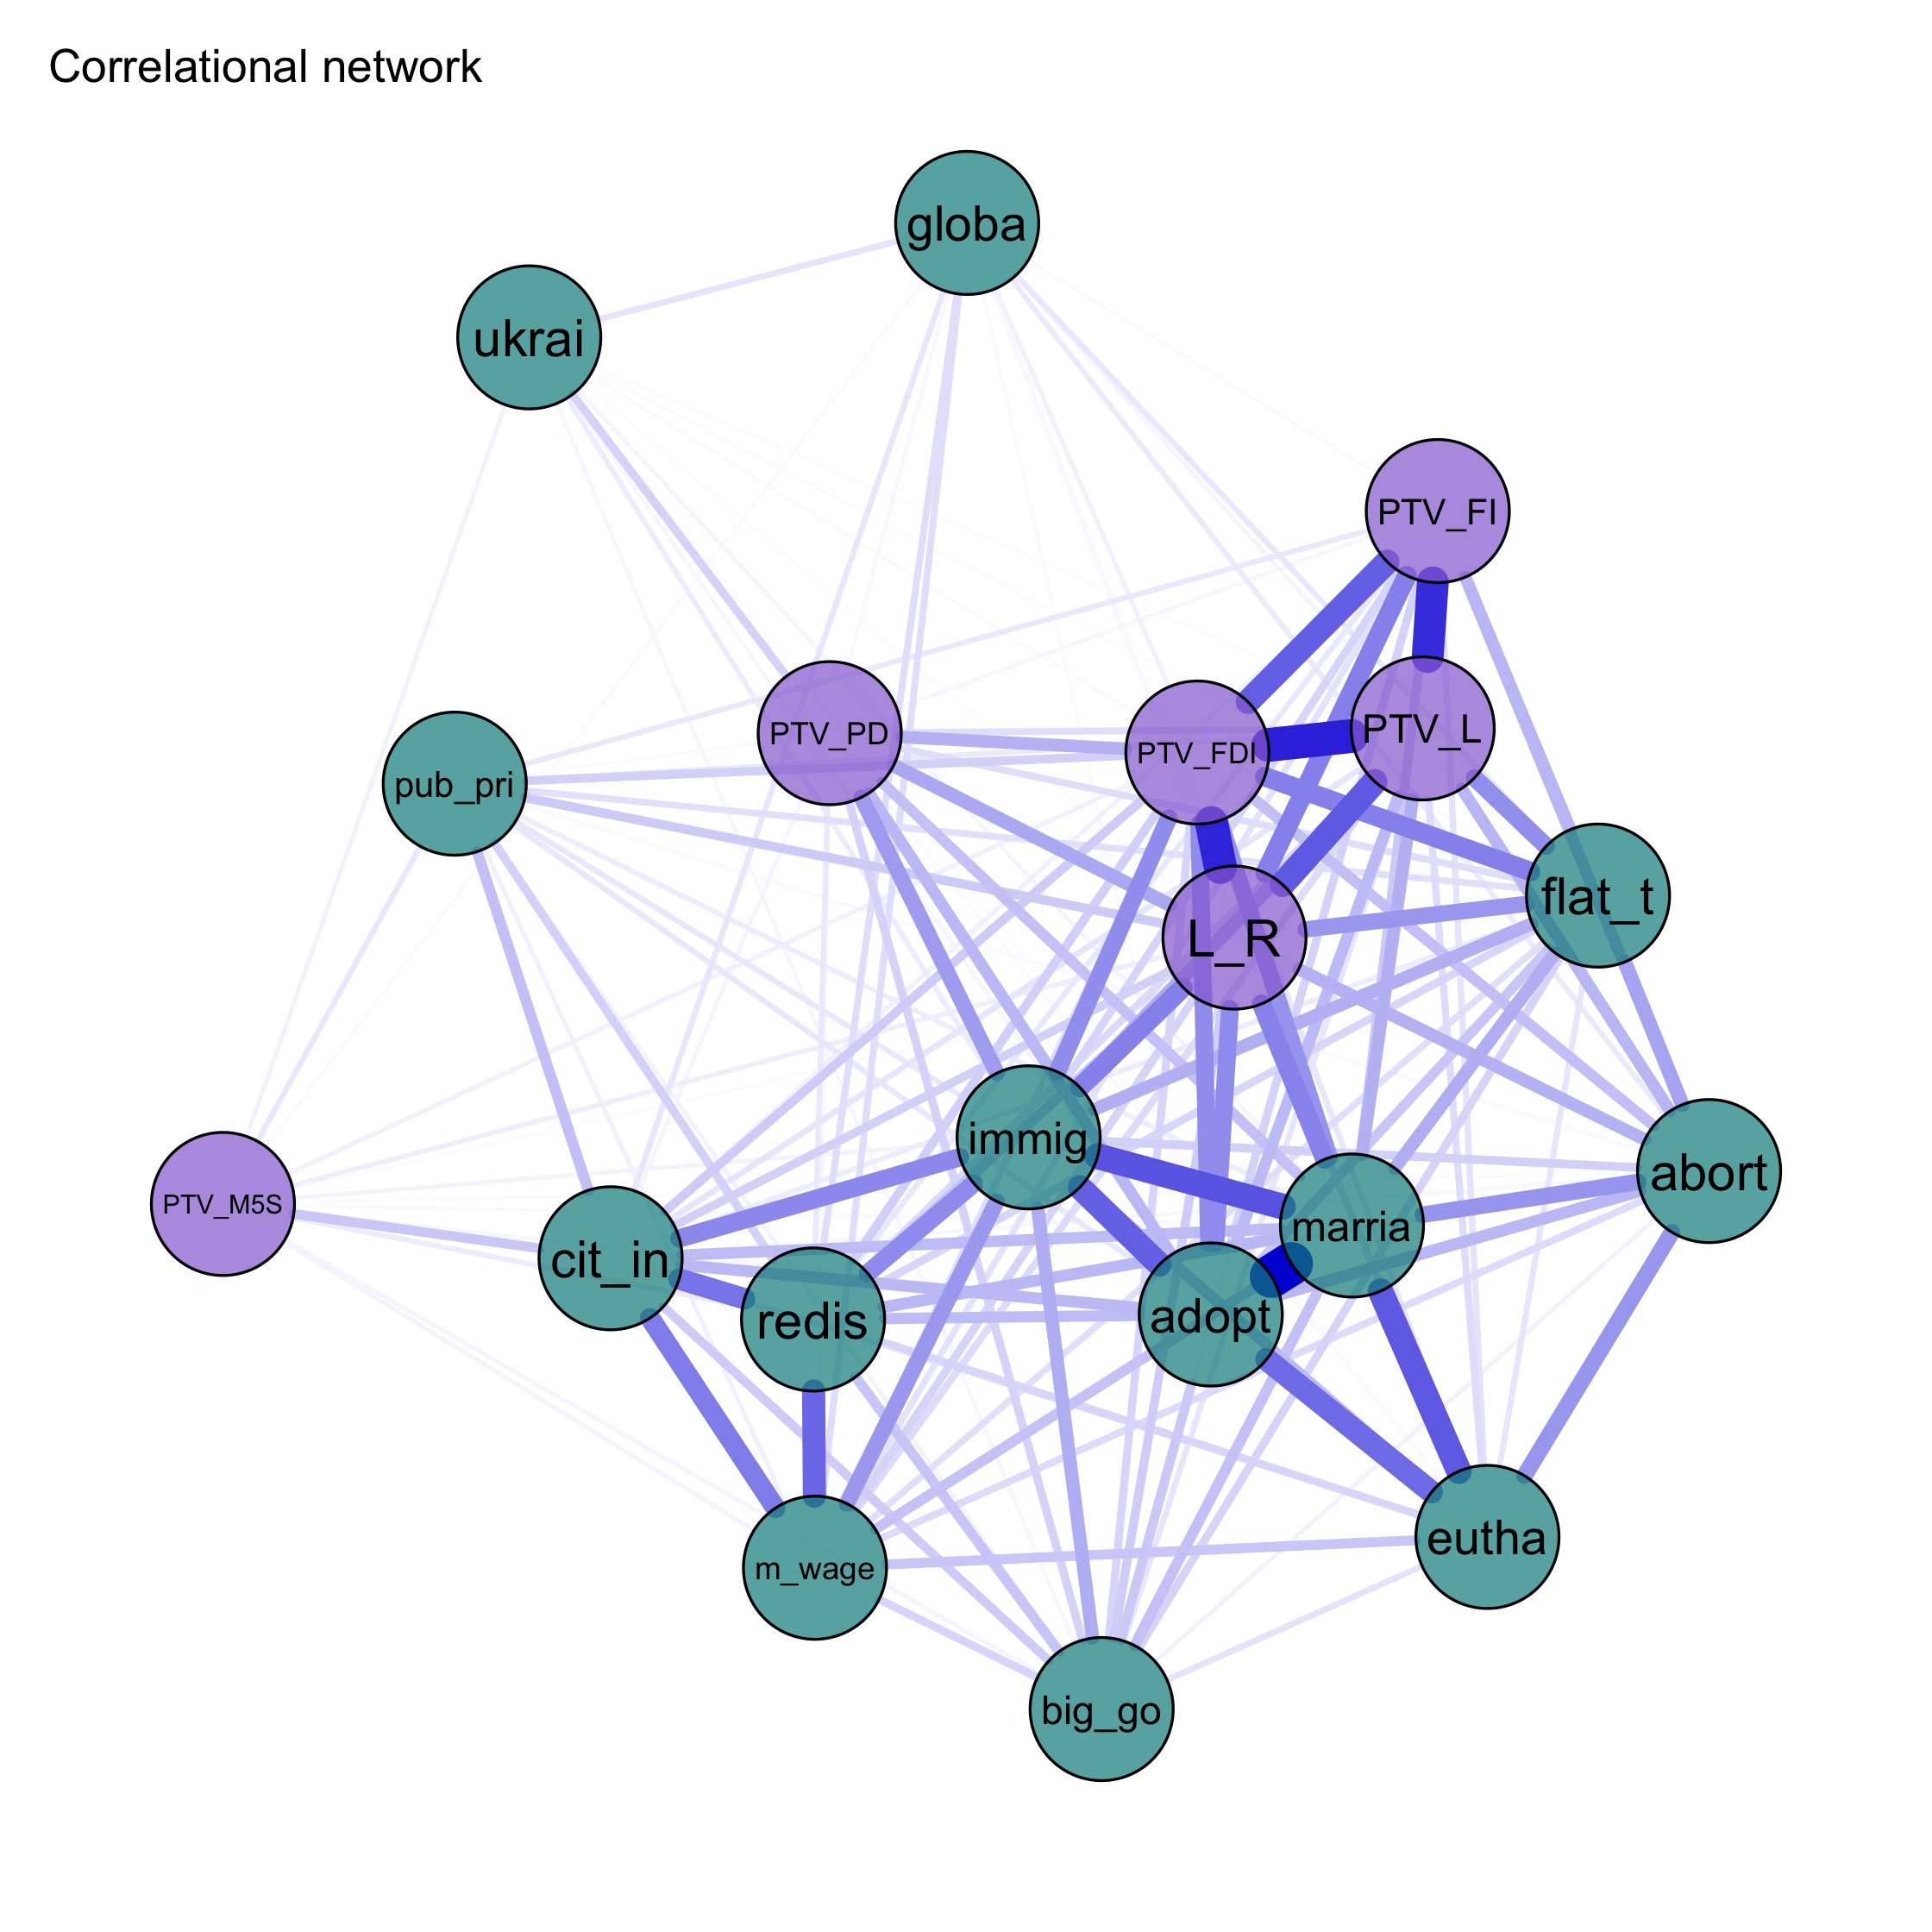 Correlational network
globa
ukrai
PTV_FI
PTV_PD
PTV_FDI
PTV_L
pub_pri
flat_t
L_R
immig
abort
PTV_M5S
marria
cit_in
redis
adopt
eutha
m_wage
big_go